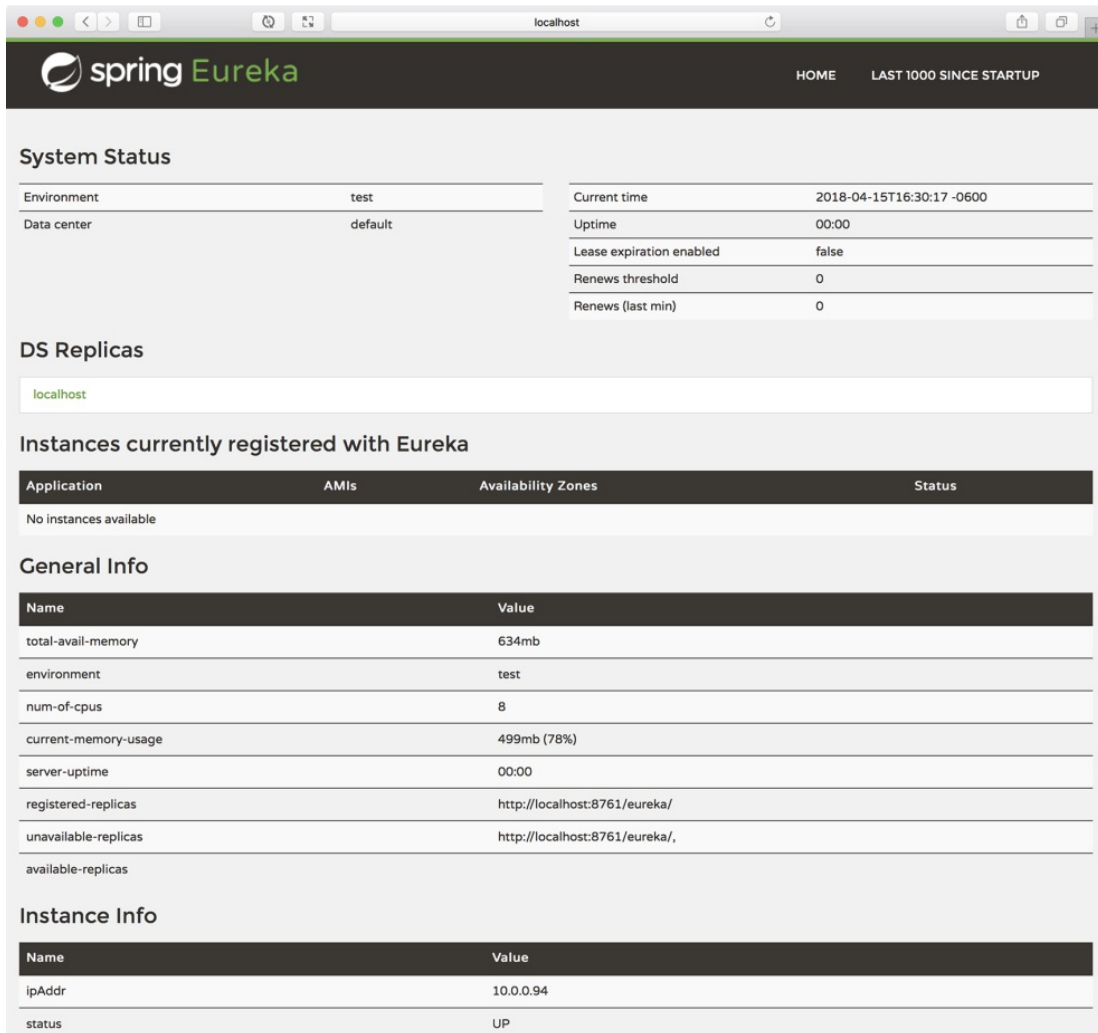 localhost
spring Eureka HOME LAST 1000 SINCE STARTUP
System Status
Environment test
Data center default
Current time 2018-04-15T16:30:17 -0600
Uptime 00:00
Lease expiration enabled false
Renews threshold 0
Renews (last min) 0
DS Replicas
localhost
Instances currently registered with Eureka
Application AMIs Availability Zones Status
No instances available
General Info
Name Value
total-avail-memory 634mb
environment test
num-of-cpus 8
current-memory-usage 499mb (78%)
server-uptime 00:00
registered-replicas http://localhost:8761/eureka/
unavailable-replicas http://localhost:8761/eureka/,
available-replicas
Instance Info
Name Value
ipAddr 10.0.0.94
status UP